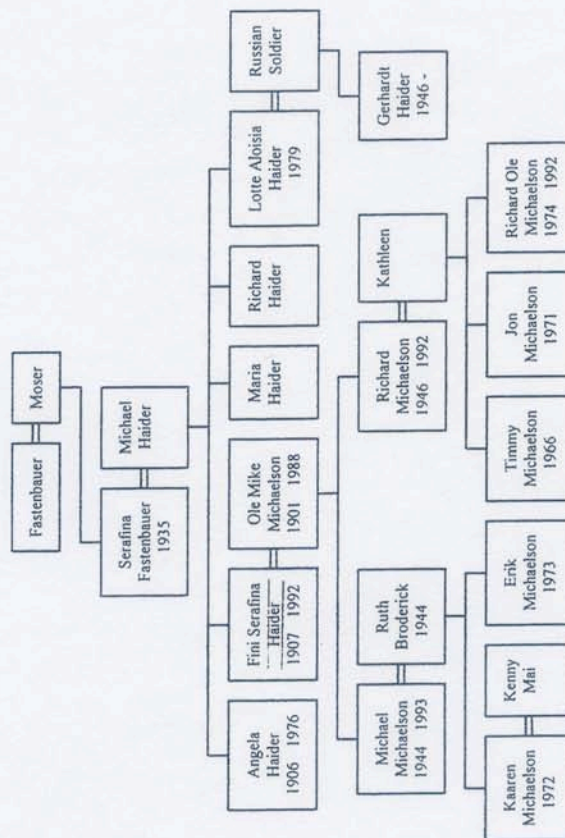 Fastenbauer
Moser
Serafina
Fastenbauer
1935
Michael
Haider
Angela
Haider
1906 1976
Fini Serafina
Haider
1907 1992
Ole Mike
Michaelson
1901 1988
Maria
Haider
Richard
Haider
Lotte Aloisia
Haider
1979
Russian
Soldier
Michael
Michaelson
1944 1993
Ruth
Broderick
1944
Richard
Michaelson
1946 1992
Kathleen
Gerhardt
Haider
1946 -
Kaaren
Michaelson
1972
Kenny
Mai
Erik
Michaelson
1973
Timmy
Michaelson
1966
Jon
Michaelson
1971
Richard Ole
Michaelson
1974 1992